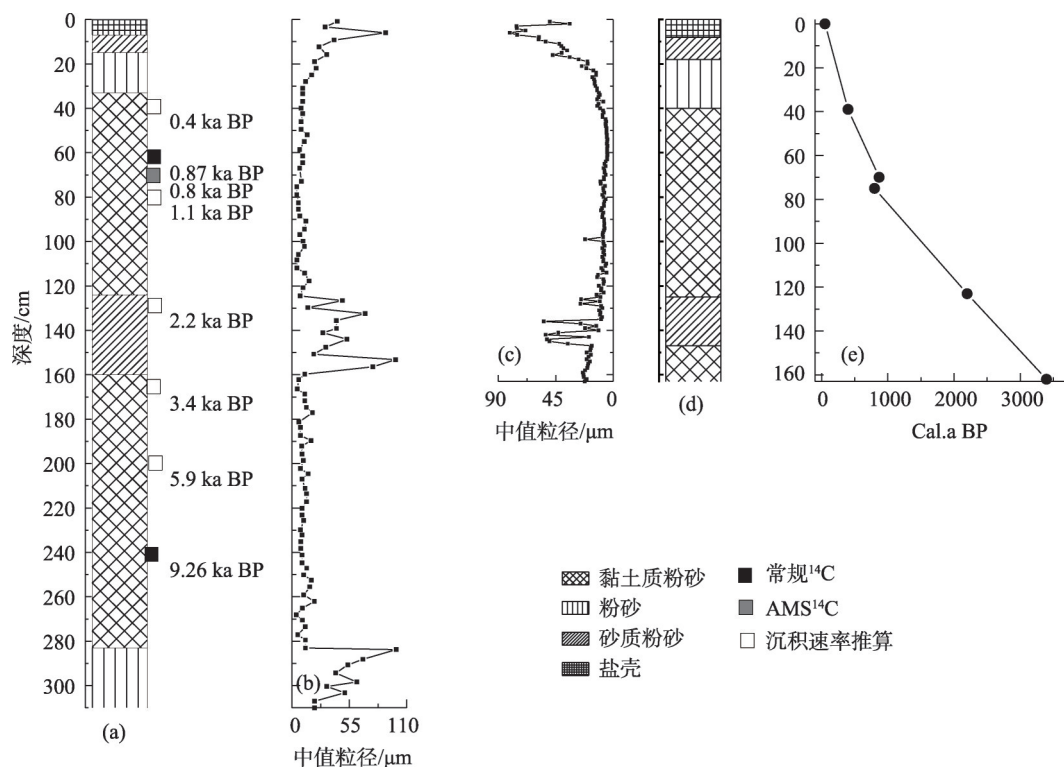 0
20
40
60
80
100
120
140
160
180
200
220
240
260
280
300
深度/cm
0.4 ka BP
0.87 ka BP
0.8 ka BP
1.1 ka BP
2.2 ka BP
3.4 ka BP
5.9 ka BP
9.26 ka BP
(a)
(b)
0 55 110
中值粒径/μm
(c)
90 45 0
中值粒径/μm
(d)
0
20
40
60
80
100
120
140
160
(e)
0 1000 2000 3000
Cal.a BP
黏土质粉砂
粉砂
砂质粉砂
盐壳
常规¹⁴C
AMS¹⁴C
沉积速率推算